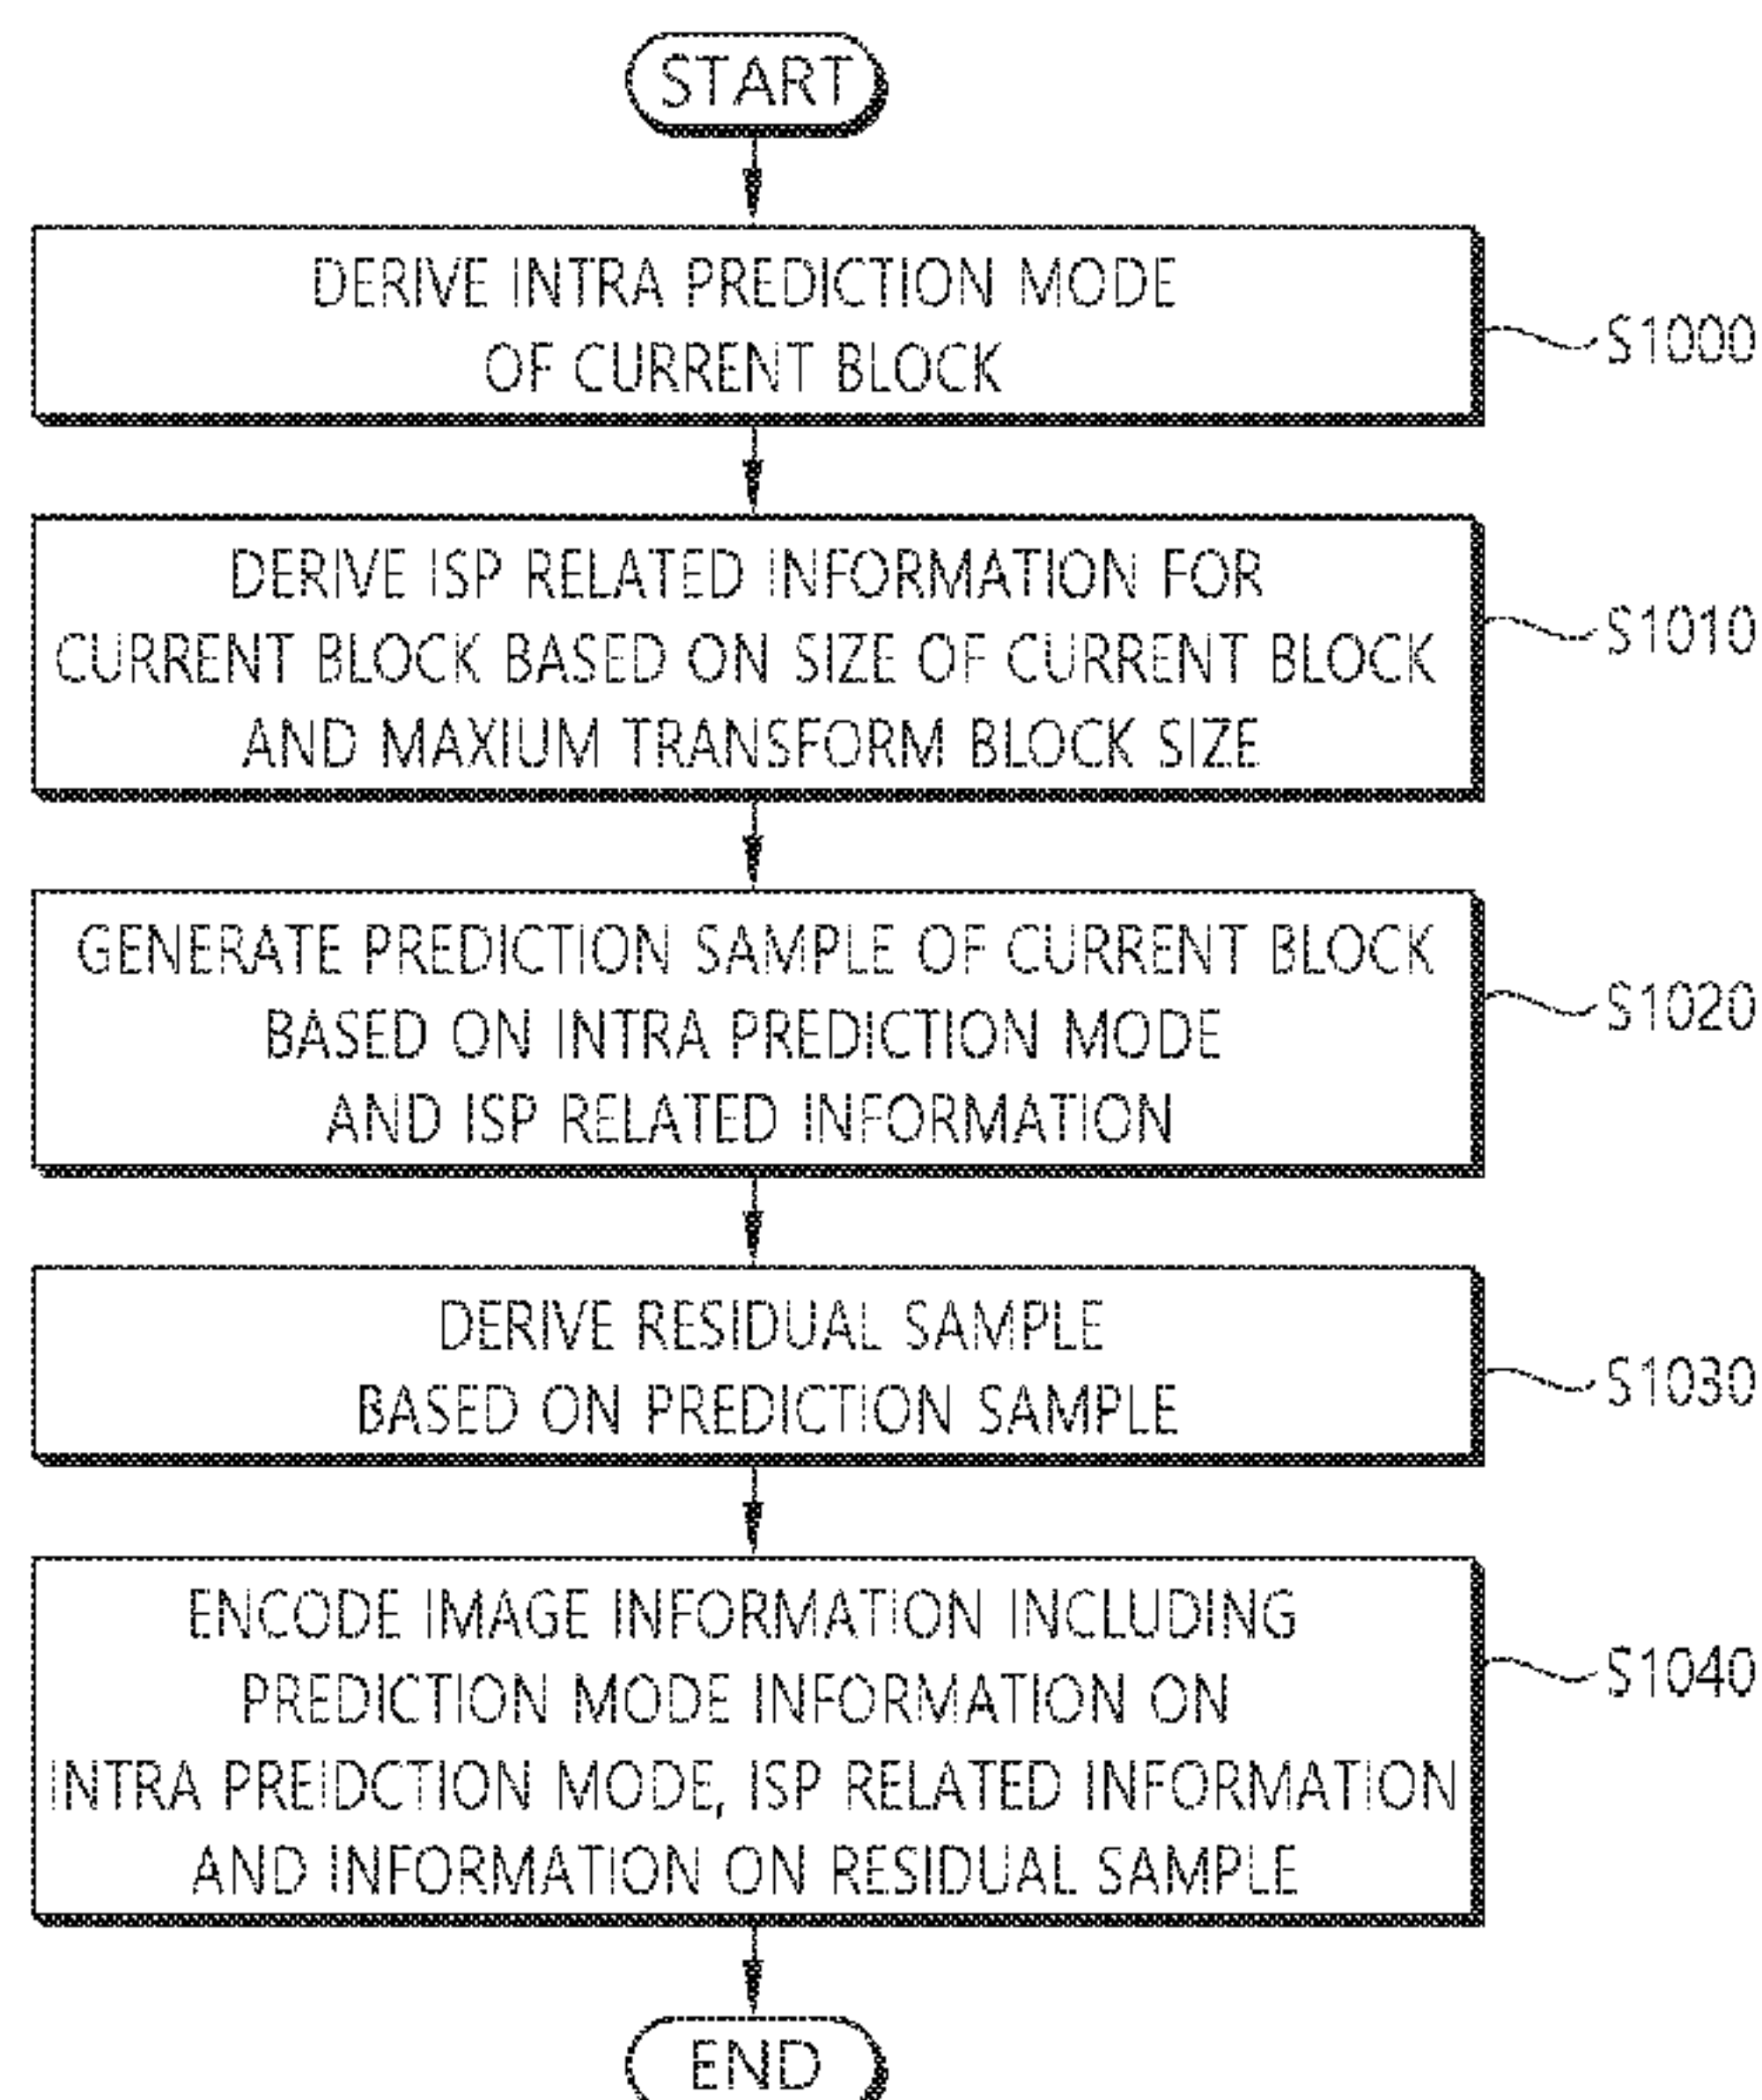 START
DERIVE INTRA PREDICTION MODE
OF CURRENT BLOCK
S1000
DERIVE ISP RELATED INFORMATION FOR
CURRENT BLOCK BASED ON SIZE OF CURRENT BLOCK
AND MAXIUM TRANSFORM BLOCK SIZE
S1010
GENERATE PREDICTION SAMPLE OF CURRENT BLOCK
BASED ON INTRA PREDICTION MODE
AND ISP RELATED INFORMATION
S1020
DERIVE RESIDUAL SAMPLE
BASED ON PREDICTION SAMPLE
S1030
ENCODE IMAGE INFORMATION INCLUDING
PREDICTION MODE INFORMATION ON
INTRA PREIDCTION MODE, ISP RELATED INFORMATION
AND INFORMATION ON RESIDUAL SAMPLE
S1040
END